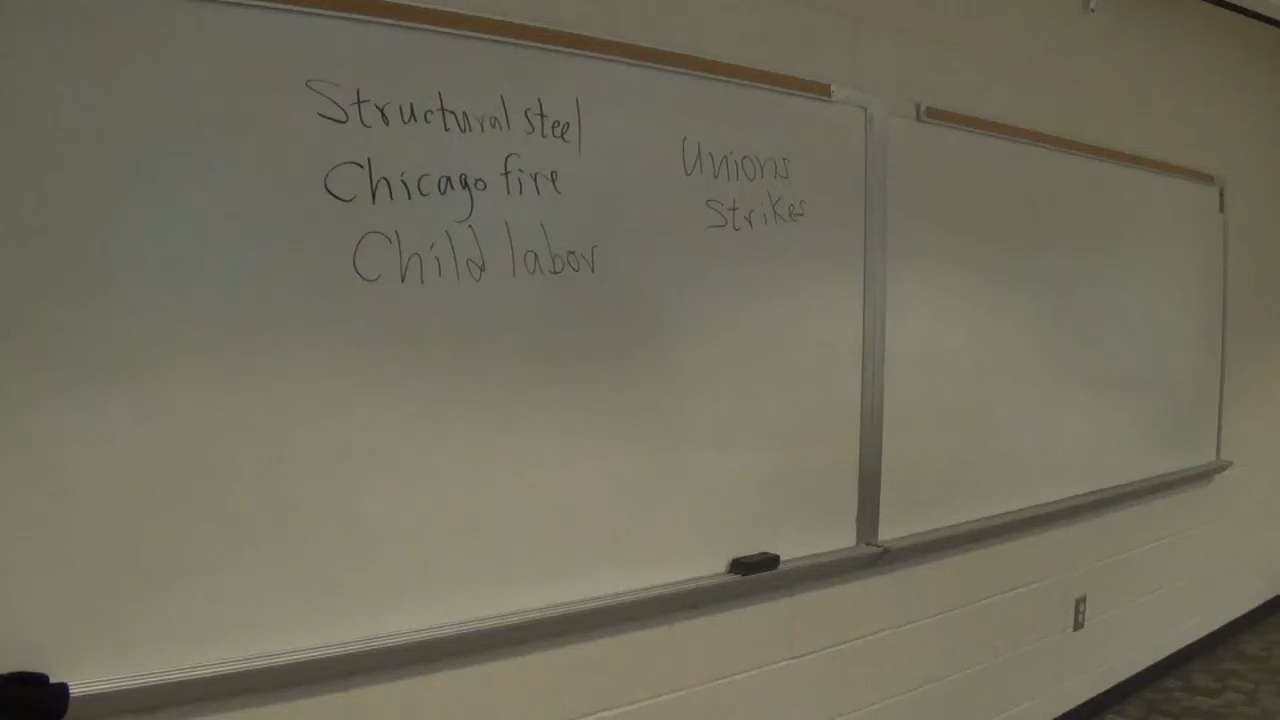 Structural steel
Chicago fire
Child labor
Unions
Strikes